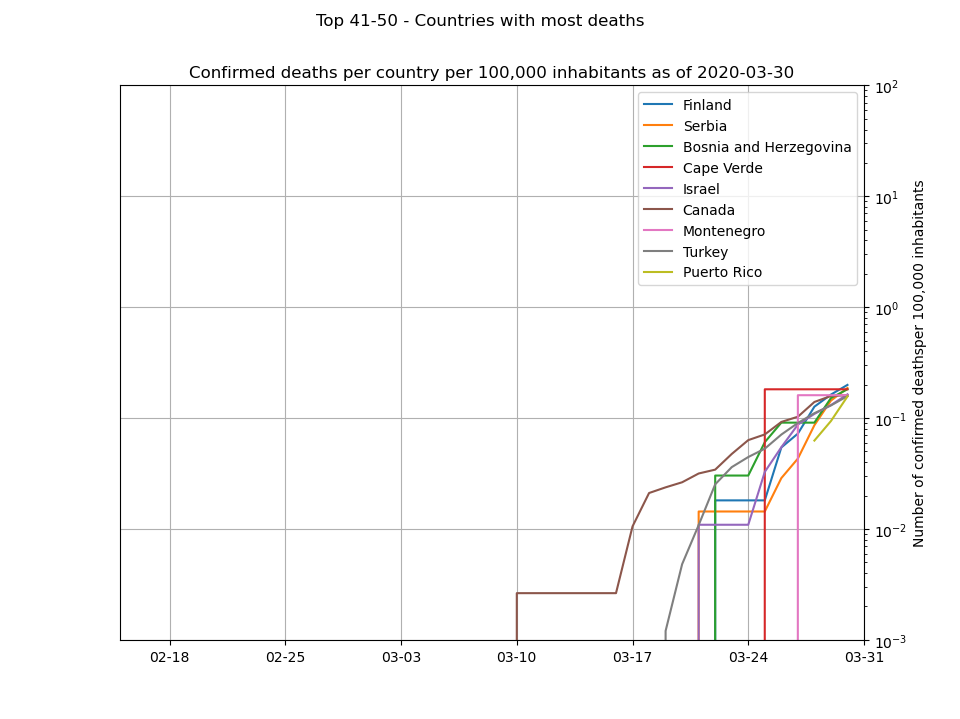 Top 41-50 - Countries with most deaths
Confirmed deaths per country per 100,000 inhabitants as of 2020-03-30
Finland
Serbia
Bosnia and Herzegovina
Cape Verde
Israel
Canada
Montenegro
Turkey
Puerto Rico
10²
10¹
10⁰
10⁻¹
10⁻²
10⁻³
Number of confirmed deathsper 100,000 inhabitants
02-18
02-25
03-03
03-10
03-17
03-24
03-31